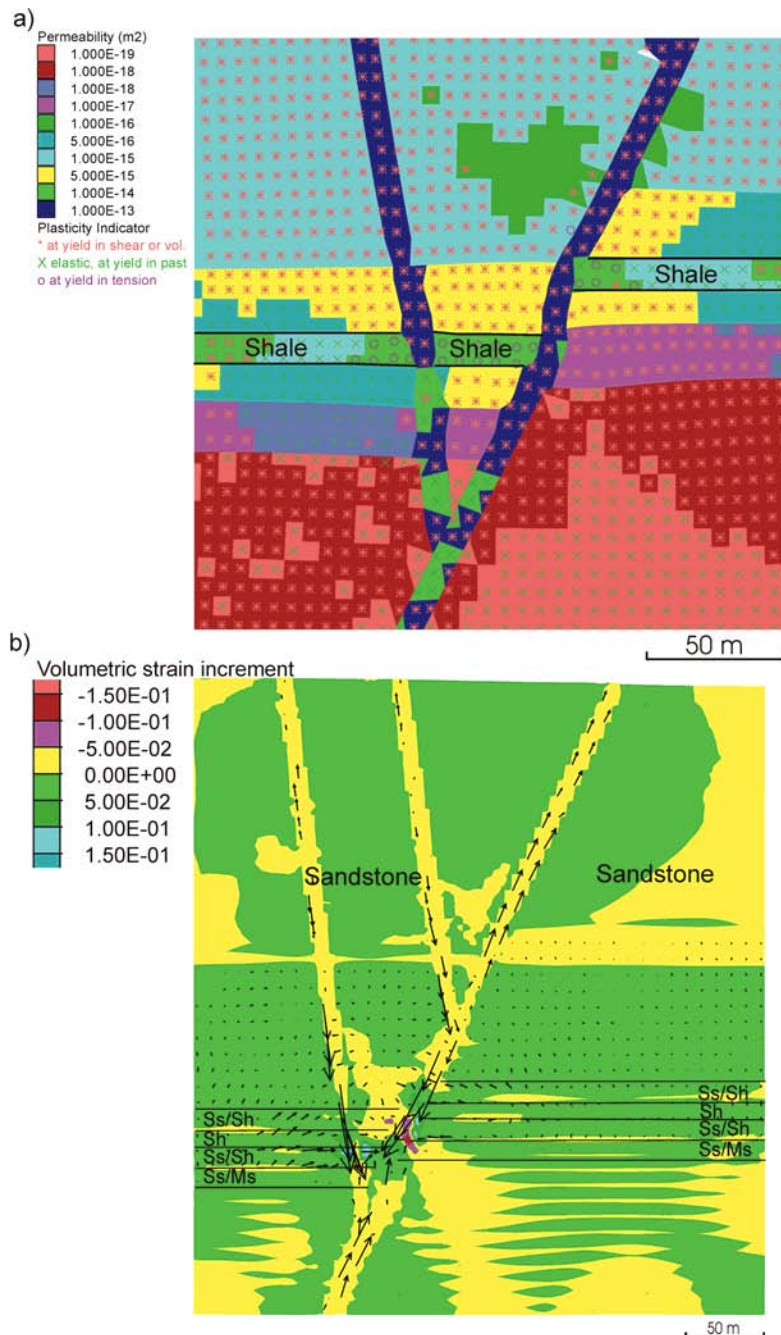 a)
Permeability (m2)
1.000E-19
1.000E-18
1.000E-18
1.000E-17
1.000E-16
5.000E-16
1.000E-15
5.000E-15
1.000E-14
1.000E-13
Plasticity Indicator
* at yield in shear or vol.
X elastic, at yield in past
o at yield in tension
Shale
Shale
Shale
50 m
b)
Volumetric strain increment
-1.50E-01
-1.00E-01
-5.00E-02
0.00E+00
5.00E-02
1.00E-01
1.50E-01
Sandstone
Sandstone
Ss/Sh
Sh
Ss/Sh
Ss/Ms
Ss/Sh
Sh
Ss/Sh
Ss/Ms
50 m